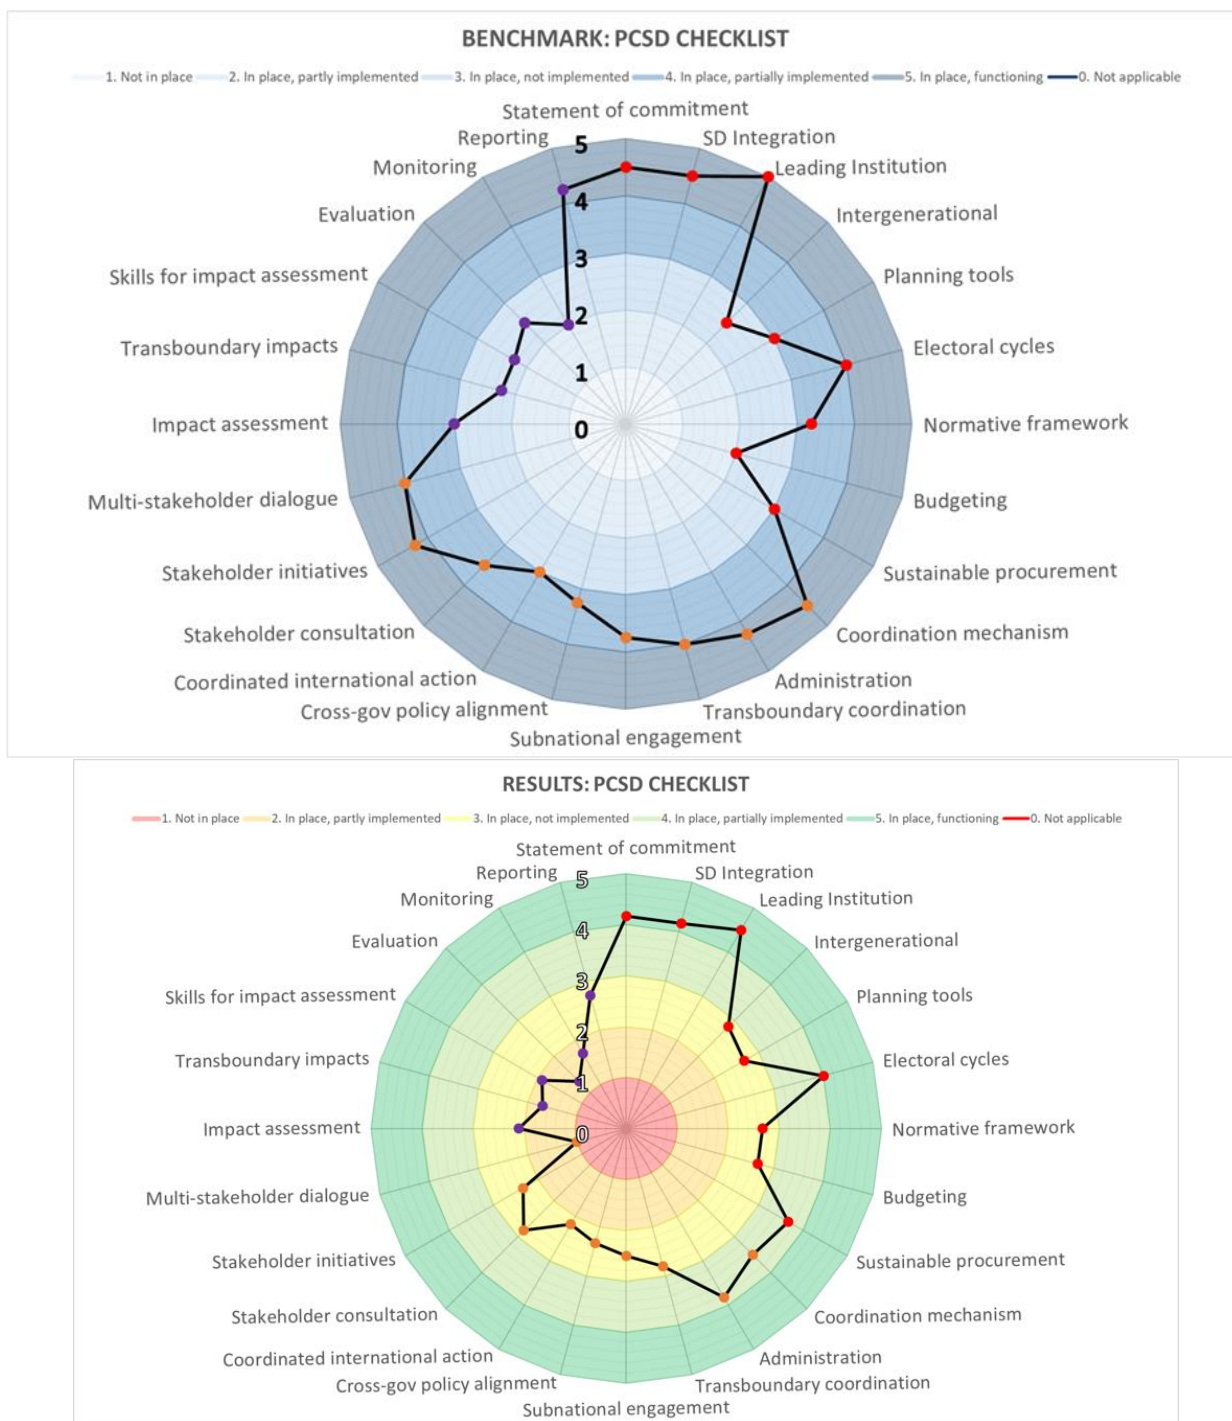 BENCHMARK: PCSD CHECKLIST
1. Not in place 2. In place, partly implemented 3. In place, not implemented 4. In place, partially implemented 5. In place, functioning 0. Not applicable
Statement of commitment
Reporting
SD Integration
Monitoring
Leading Institution
Evaluation
Intergenerational
Skills for impact assessment
Planning tools
Transboundary impacts
Electoral cycles
Impact assessment
Normative framework
Multi-stakeholder dialogue
Budgeting
Stakeholder initiatives
Sustainable procurement
Stakeholder consultation
Coordination mechanism
Coordinated international action
Administration
Cross-gov policy alignment
Transboundary coordination
Subnational engagement
5
4
3
2
1
0
RESULTS: PCSD CHECKLIST
1. Not in place 2. In place, partly implemented 3. In place, not implemented 4. In place, partially implemented 5. In place, functioning 0. Not applicable
Statement of commitment
Reporting
SD Integration
Monitoring
Leading Institution
Evaluation
Intergenerational
Skills for impact assessment
Planning tools
Transboundary impacts
Electoral cycles
Impact assessment
Normative framework
Multi-stakeholder dialogue
Budgeting
Stakeholder initiatives
Sustainable procurement
Stakeholder consultation
Coordination mechanism
Coordinated international action
Administration
Cross-gov policy alignment
Transboundary coordination
Subnational engagement
5
4
3
2
1
0